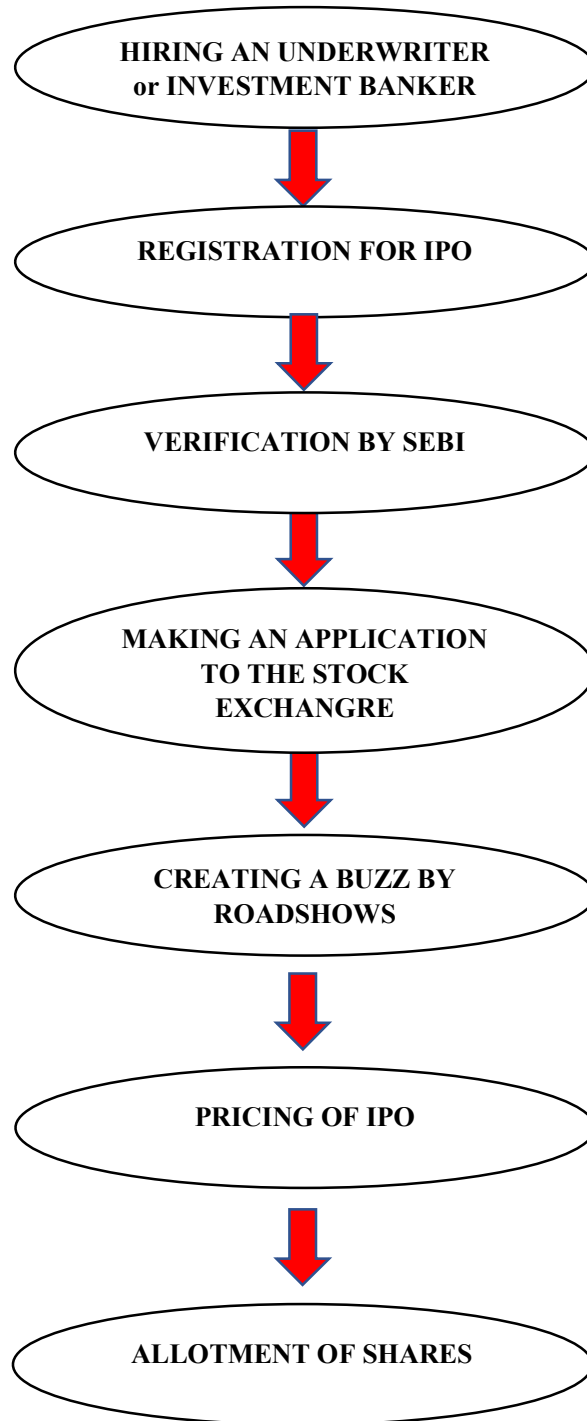 HIRING AN UNDERWRITER
or INVESTMENT BANKER
REGISTRATION FOR IPO
VERIFICATION BY SEBI
MAKING AN APPLICATION
TO THE STOCK
EXCHANGRE
CREATING A BUZZ BY
ROADSHOWS
PRICING OF IPO
ALLOTMENT OF SHARES